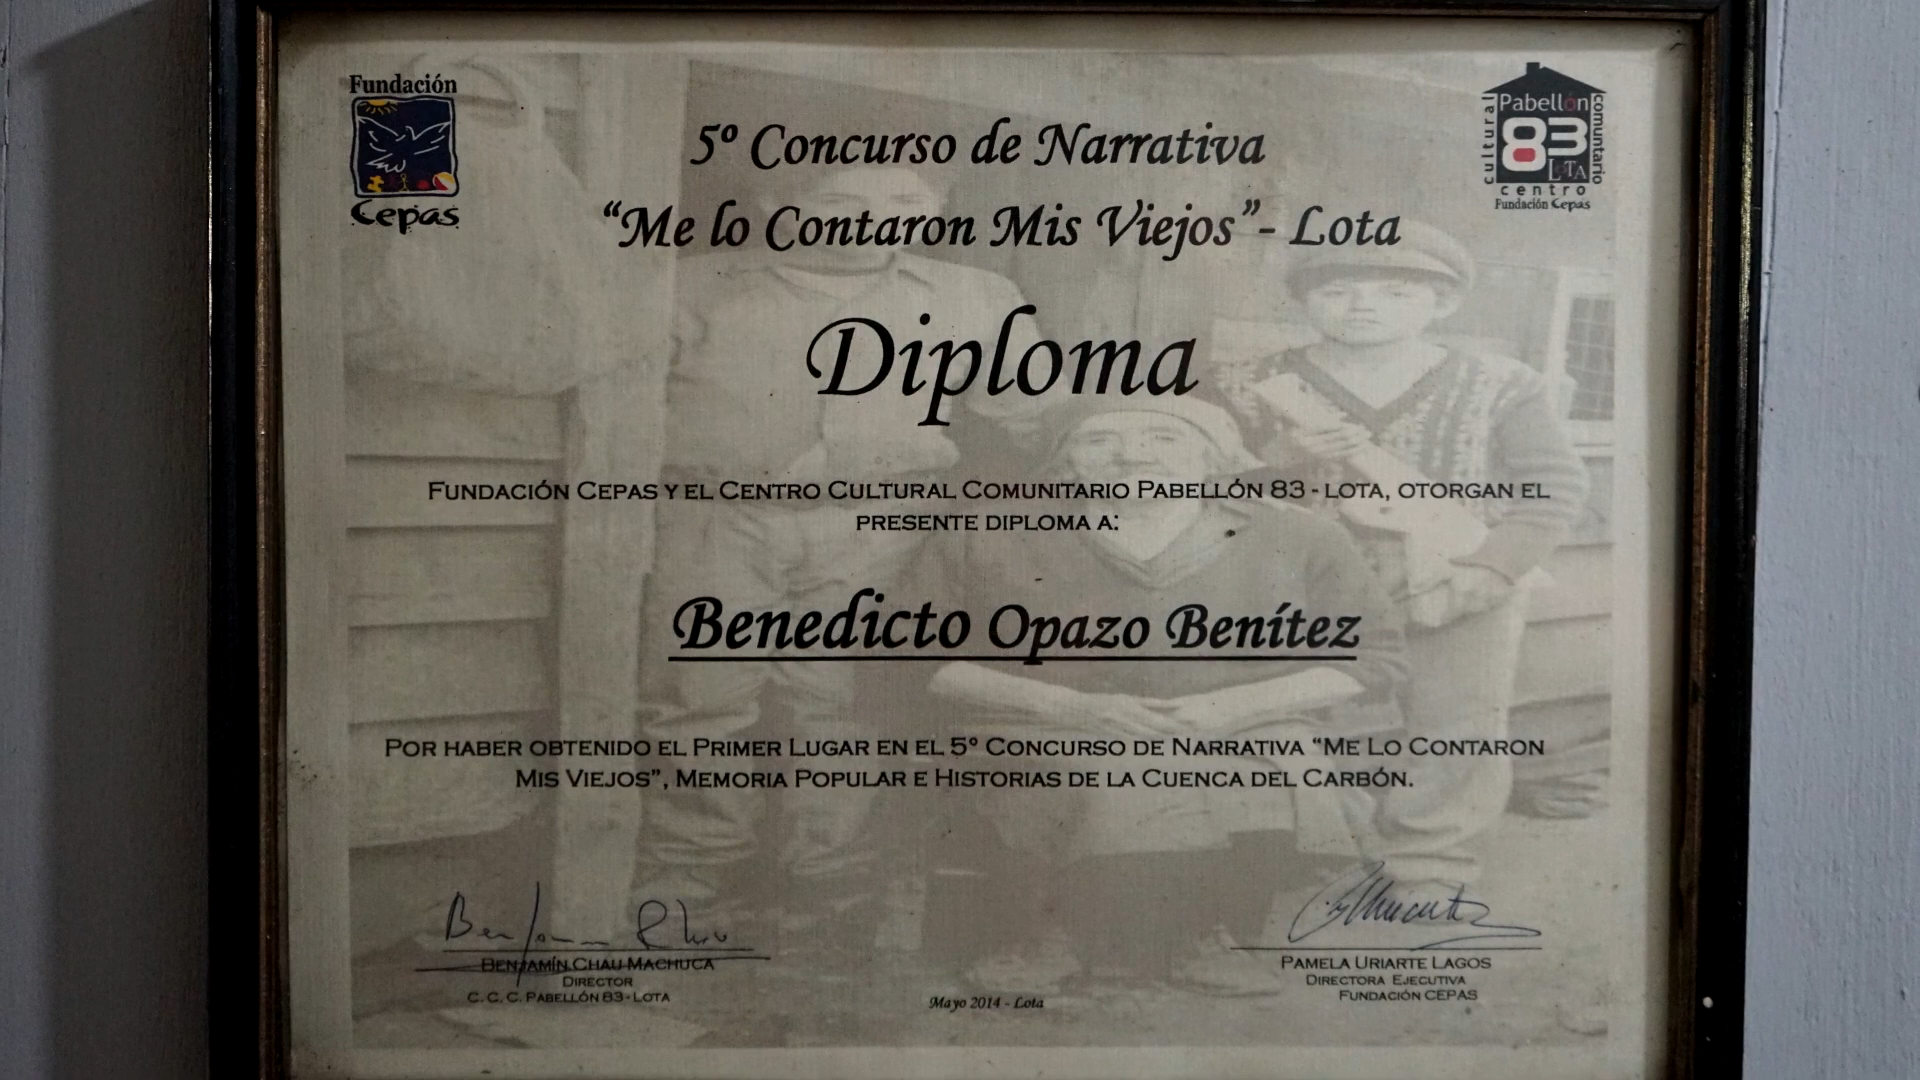 Fundación
Cepas
cultural
Pabellón
comunitario
83
LOTA
centro
Fundación Cepas
5º Concurso de Narrativa
“Me lo Contaron Mis Viejos”- Lota
Diploma
FUNDACIÓN CEPAS Y EL CENTRO CULTURAL COMUNITARIO PABELLÓN 83 - LOTA, OTORGAN EL
PRESENTE DIPLOMA A:
Benedicto Opazo Benítez
POR HABER OBTENIDO EL PRIMER LUGAR EN EL 5º CONCURSO DE NARRATIVA “ME LO CONTARON
MIS VIEJOS”, MEMORIA POPULAR E HISTORIAS DE LA CUENCA DEL CARBÓN.
BENJAMÍN CHAU MACHUCA
DIRECTOR
C. C. C. PABELLÓN 83 - LOTA
Mayo 2014 - Lota
PAMELA URIARTE LAGOS
DIRECTORA EJECUTIVA
FUNDACIÓN CEPAS